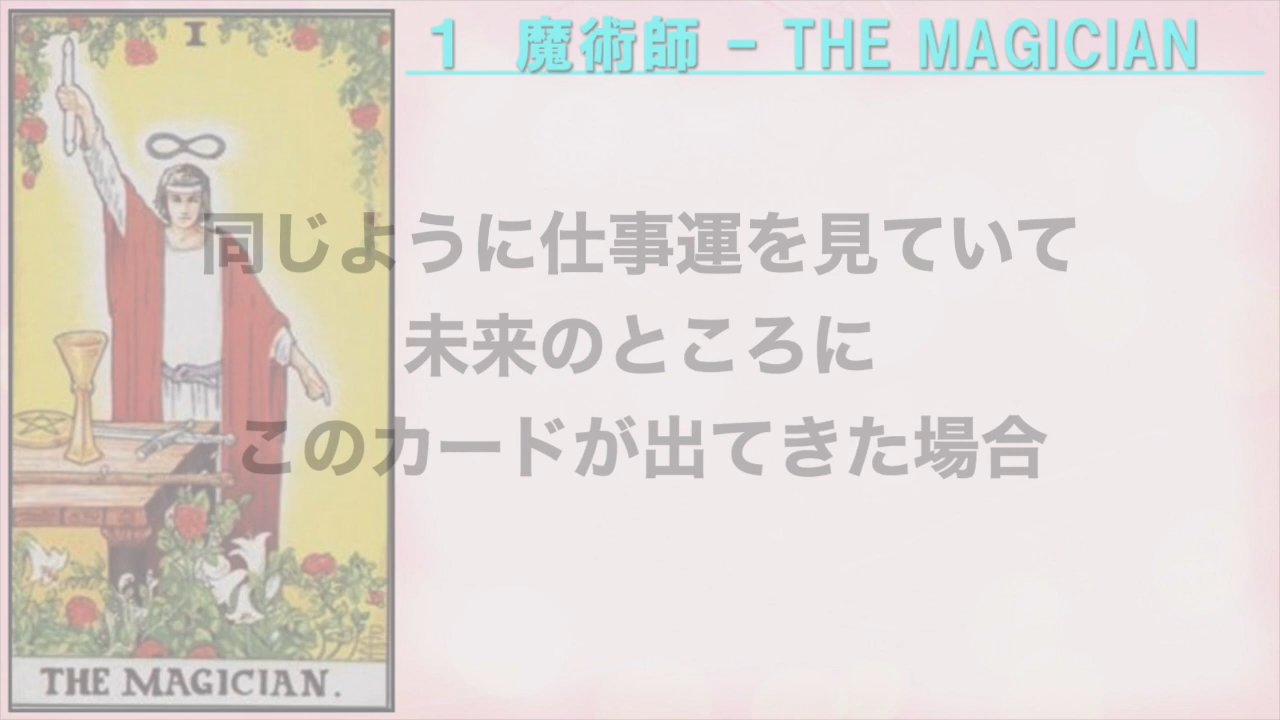 I
1 魔術師 - THE MAGICIAN
同じように仕事運を見ていて
未来のところに
このカードが出てきた場合
THE MAGICIAN.